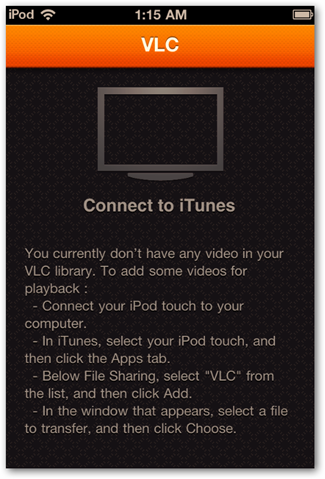 iPod 1:15 AM
VLC
Connect to iTunes
You currently don't have any video in your
VLC library. To add some videos for
playback :
- Connect your iPod touch to your
computer.
- In iTunes, select your iPod touch, and
then click the Apps tab.
- Below File Sharing, select "VLC" from
the list, and then click Add.
- In the window that appears, select a file
to transfer, and then click Choose.